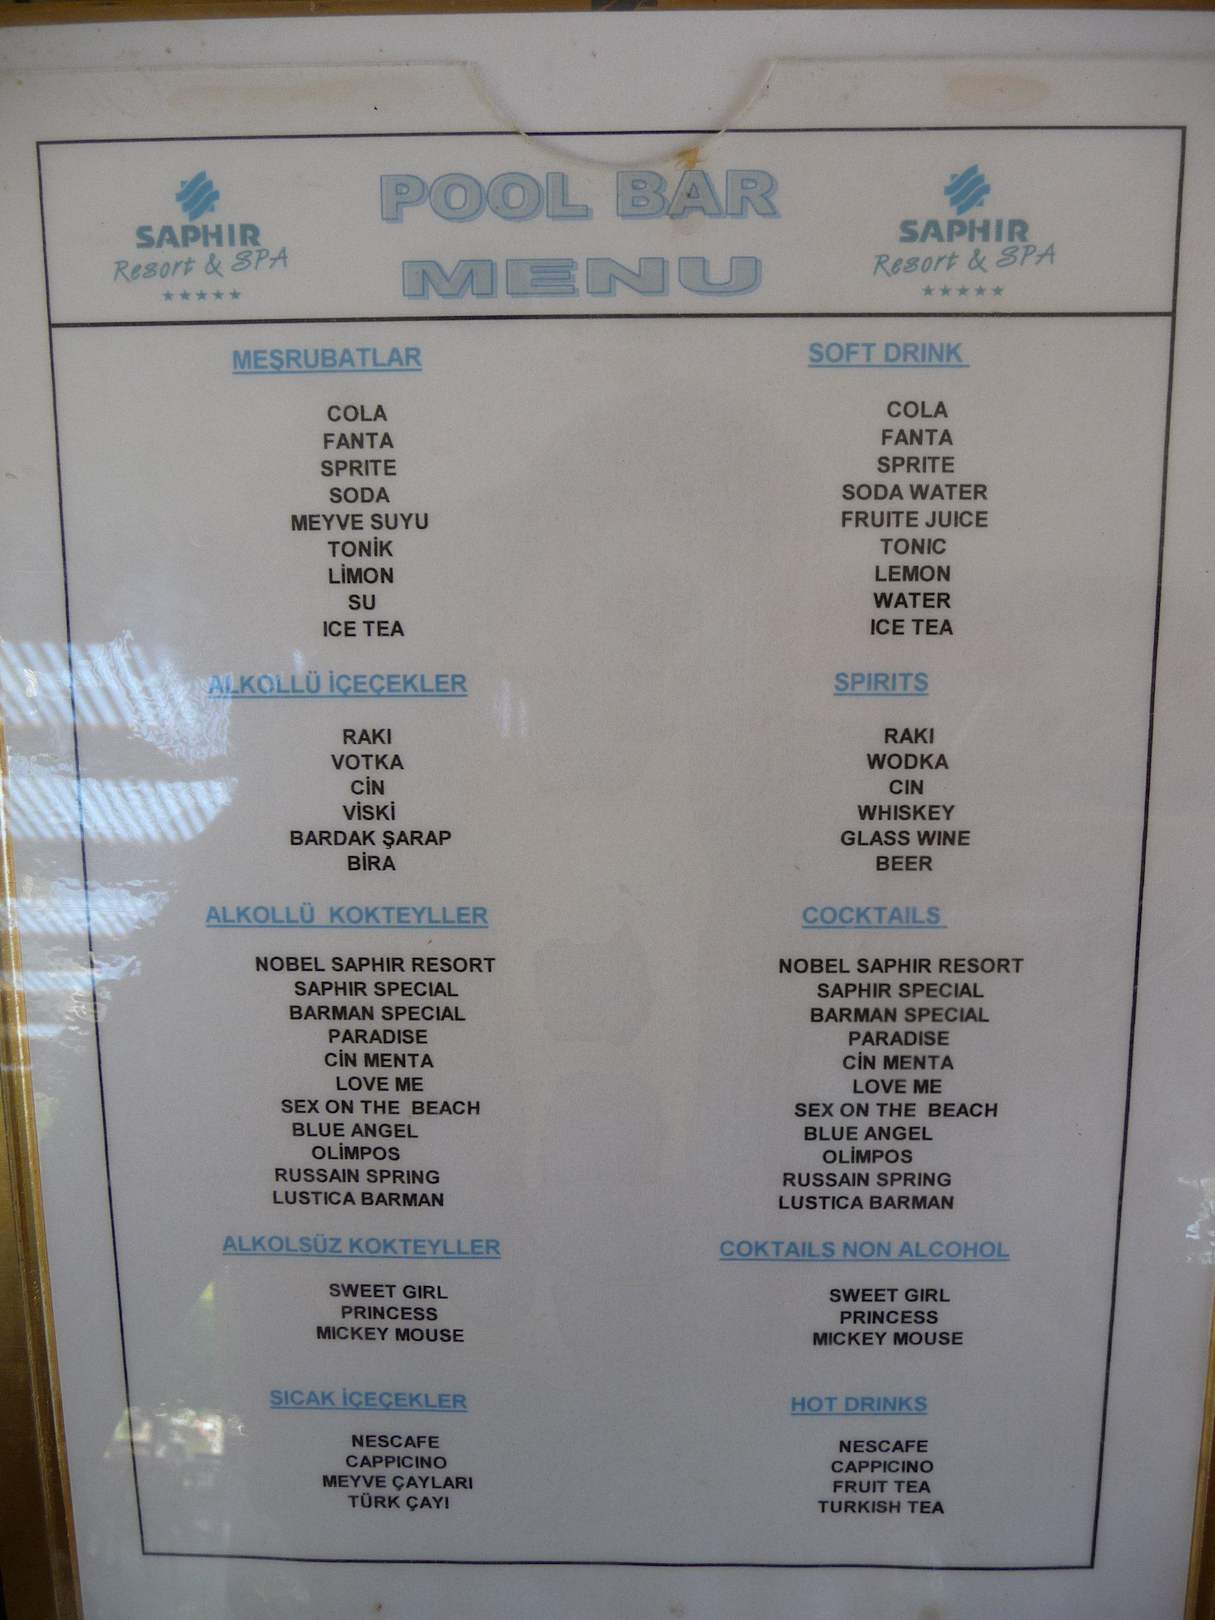 SAPHIR
Resort & SPA
POOL BAR
MENU
SAPHIR
Resort & SPA
MEŞRUBATLAR
COLA
FANTA
SPRITE
SODA
MEYVE SUYU
TONİK
LİMON
SU
ICE TEA
ALKOLLÜ İÇEÇEKLER
RAKI
VOTKA
CİN
VİSKİ
BARDAK ŞARAP
BİRA
ALKOLLÜ KOKTEYLLER
NOBEL SAPHIR RESORT
SAPHIR SPECIAL
BARMAN SPECIAL
PARADISE
CİN MENTA
LOVE ME
SEX ON THE BEACH
BLUE ANGEL
OLİMPOS
RUSSAIN SPRING
LUSTICA BARMAN
ALKOLSÜZ KOKTEYLLER
SWEET GIRL
PRINCESS
MICKEY MOUSE
SICAK İÇEÇEKLER
NESCAFE
CAPPICINO
MEYVE ÇAYLARI
TÜRK ÇAYI
SOFT DRINK
COLA
FANTA
SPRITE
SODA WATER
FRUITE JUICE
TONIC
LEMON
WATER
ICE TEA
SPIRITS
RAKI
WODKA
CIN
WHISKEY
GLASS WINE
BEER
COCKTAILS
NOBEL SAPHIR RESORT
SAPHIR SPECIAL
BARMAN SPECIAL
PARADISE
CİN MENTA
LOVE ME
SEX ON THE BEACH
BLUE ANGEL
OLİMPOS
RUSSAIN SPRING
LUSTICA BARMAN
COKTAILS NON ALCOHOL
SWEET GIRL
PRINCESS
MICKEY MOUSE
HOT DRINKS
NESCAFE
CAPPICINO
FRUIT TEA
TURKISH TEA